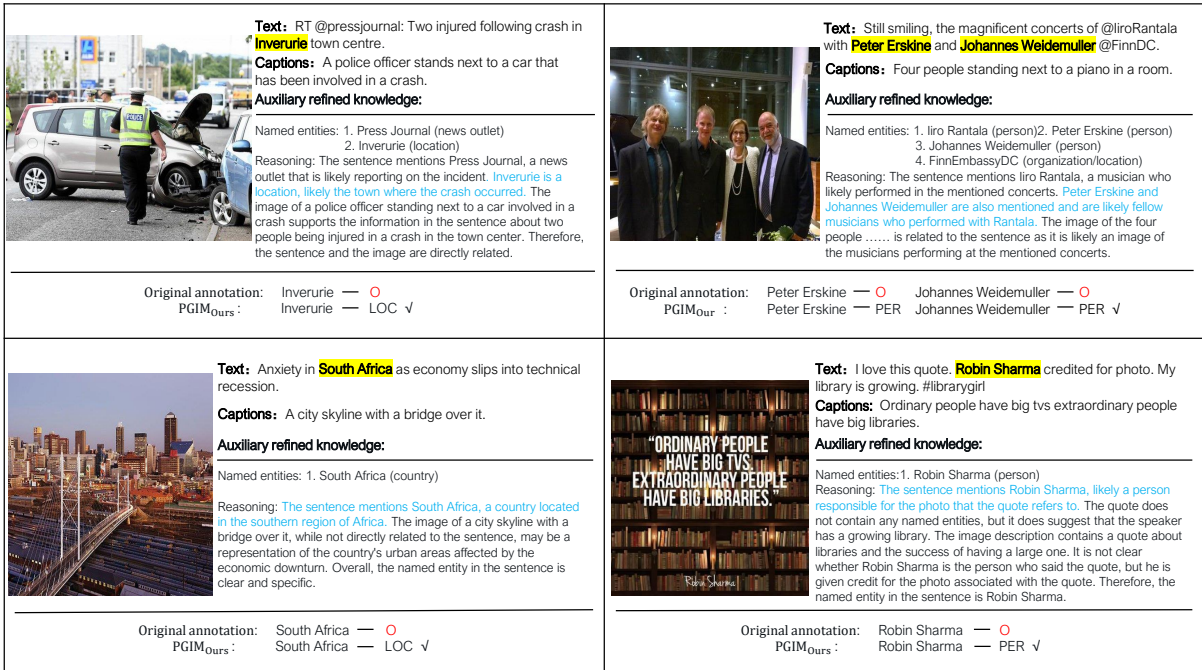 Text: RT @pressjournal: Two injured following crash in
Inverurie town centre.
Captions: A police officer stands next to a car that
has been involved in a crash.
Auxiliary refined knowledge:
Named entities: 1. Press Journal (news outlet)
2. Inverurie (location)
Reasoning: The sentence mentions Press Journal, a news
outlet that is likely reporting on the incident. Inverurie is a
location, likely the town where the crash occurred. The
image of a police officer standing next to a car involved in a
crash supports the information in the sentence about two
people being injured in a crash in the town center. Therefore,
the sentence and the image are directly related.
Original annotation: Inverurie — O
PGIM_Ours : Inverurie — LOC √
Text: Still smiling, the magnificent concerts of @IiroRantala
with Peter Erskine and Johannes Weidemuller @FinnDC.
Captions: Four people standing next to a piano in a room.
Auxiliary refined knowledge:
Named entities: 1. Iiro Rantala (person)2. Peter Erskine (person)
3. Johannes Weidemuller (person)
4. FinnEmbassyDC (organization/location)
Reasoning: The sentence mentions Iiro Rantala, a musician who
likely performed in the mentioned concerts. Peter Erskine and
Johannes Weidemuller are also mentioned and are likely fellow
musicians who performed with Rantala. The image of the four
people …… is related to the sentence as it is likely an image of
the musicians performing at the mentioned concerts.
Original annotation: Peter Erskine — O Johannes Weidemuller — O
PGIM_Our : Peter Erskine — PER Johannes Weidemuller — PER √
Text: Anxiety in South Africa as economy slips into technical
recession.
Captions: A city skyline with a bridge over it.
Auxiliary refined knowledge:
Named entities: 1. South Africa (country)
Reasoning: The sentence mentions South Africa, a country located
in the southern region of Africa. The image of a city skyline with a
bridge over it, while not directly related to the sentence, may be a
representation of the country's urban areas affected by the
economic downturn. Overall, the named entity in the sentence is
clear and specific.
Original annotation: South Africa — O
PGIM_Ours : South Africa — LOC √
Text: I love this quote. Robin Sharma credited for photo. My
library is growing. #librarygirl
Captions: Ordinary people have big tvs extraordinary people
have big libraries.
Auxiliary refined knowledge:
Named entities:1. Robin Sharma (person)
Reasoning: The sentence mentions Robin Sharma, likely a person
responsible for the photo that the quote refers to. The quote does
not contain any named entities, but it does suggest that the speaker
has a growing library. The image description contains a quote about
libraries and the success of having a large one. It is not clear
whether Robin Sharma is the person who said the quote, but he is
given credit for the photo associated with the quote. Therefore, the
named entity in the sentence is Robin Sharma.
“ORDINARY PEOPLE
HAVE BIG TVS.
EXTRAORDINARY PEOPLE
HAVE BIG LIBRARIES.”
Robin Sharma
Original annotation: Robin Sharma — O
PGIM_Ours : Robin Sharma — PER √